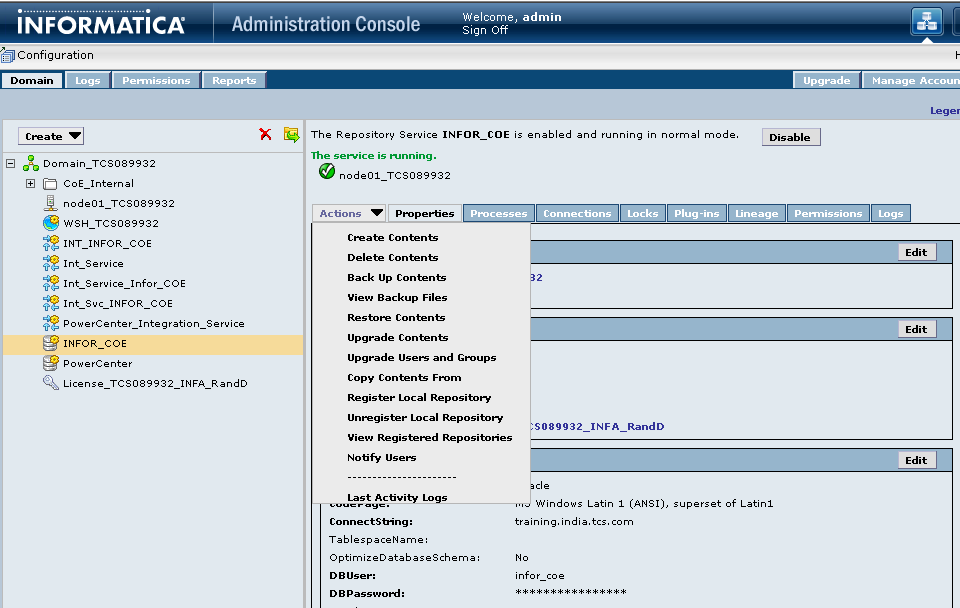 INFORMATICA
Administration Console
Welcome, admin
Sign Off
Configuration
Domain
Logs
Permissions
Reports
Upgrade
Manage Accoun
Legen
Create
The Repository Service INFOR_COE is enabled and running in normal mode.
Disable
The service is running.
node01_TCS089932
Domain_TCS089932
CoE_Internal
node01_TCS089932
WSH_TCS089932
INT_INFOR_COE
Int_Service
Int_Service_Infor_COE
Int_Svc_INFOR_COE
PowerCenter_Integration_Service
INFOR_COE
PowerCenter
License_TCS089932_INFA_RandD
Actions
Properties
Processes
Connections
Locks
Plug-ins
Lineage
Permissions
Logs
Create Contents
Delete Contents
Back Up Contents
View Backup Files
Restore Contents
Upgrade Contents
Upgrade Users and Groups
Copy Contents From
Register Local Repository
Unregister Local Repository
View Registered Repositories
Notify Users
----------------------
Last Activity Logs
Edit
32
Edit
CS089932_INFA_RandD
Edit
acle
CodePage:
MS Windows Latin 1 (ANSI), superset of Latin1
ConnectString:
training.india.tcs.com
TablespaceName:
OptimizeDatabaseSchema:
No
DBUser:
infor_coe
DBPassword:
****************